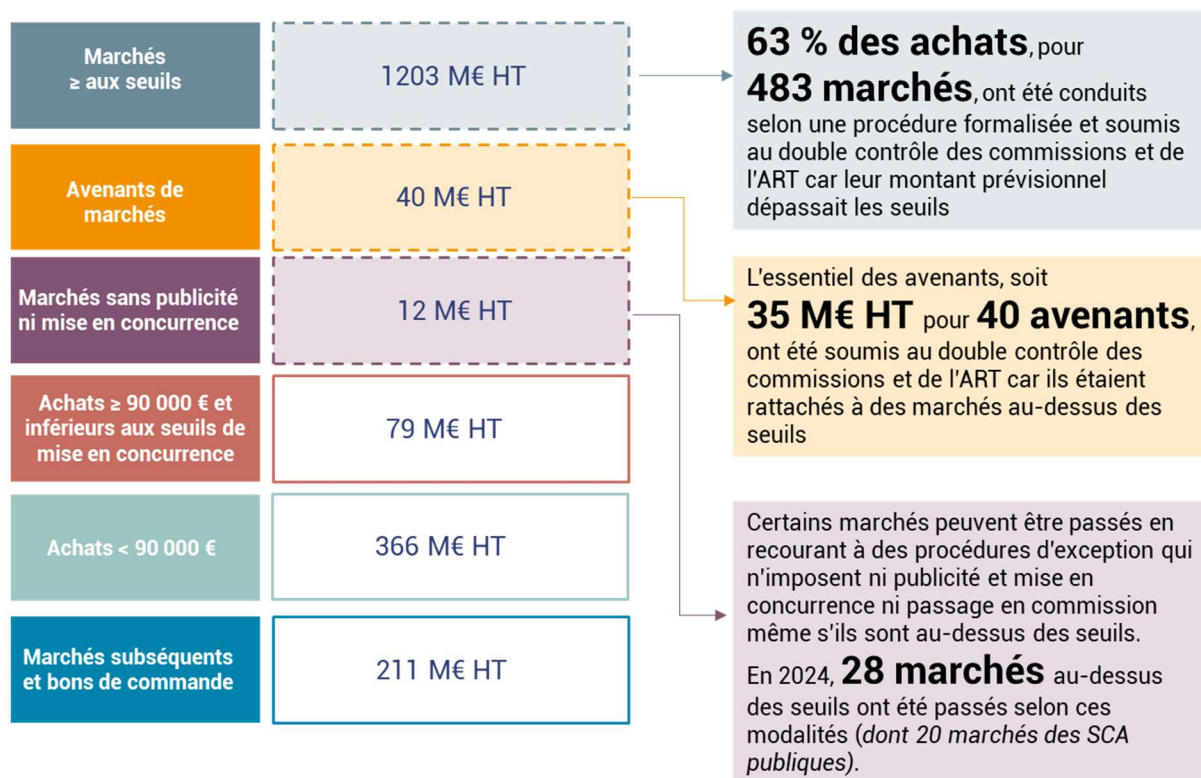 Marchés
≥ aux seuils
1203 M€ HT
63 % des achats, pour
483 marchés, ont été conduits
selon une procédure formalisée et soumis
au double contrôle des commissions et de
l'ART car leur montant prévisionnel
dépassait les seuils
Avenants de
marchés
40 M€ HT
L'essentiel des avenants, soit
35 M€ HT pour 40 avenants,
ont été soumis au double contrôle des
commissions et de l'ART car ils étaient
rattachés à des marchés au-dessus des
seuils
Marchés sans publicité
ni mise en concurrence
12 M€ HT
Certains marchés peuvent être passés en
recourant à des procédures d'exception qui
n'imposent ni publicité et mise en
concurrence ni passage en commission
même s'ils sont au-dessus des seuils.
En 2024, 28 marchés au-dessus
des seuils ont été passés selon ces
modalités (dont 20 marchés des SCA
publiques).
Achats ≥ 90 000 € et
inférieurs aux seuils de
mise en concurrence
79 M€ HT
Achats < 90 000 €
366 M€ HT
Marchés subséquents
et bons de commande
211 M€ HT